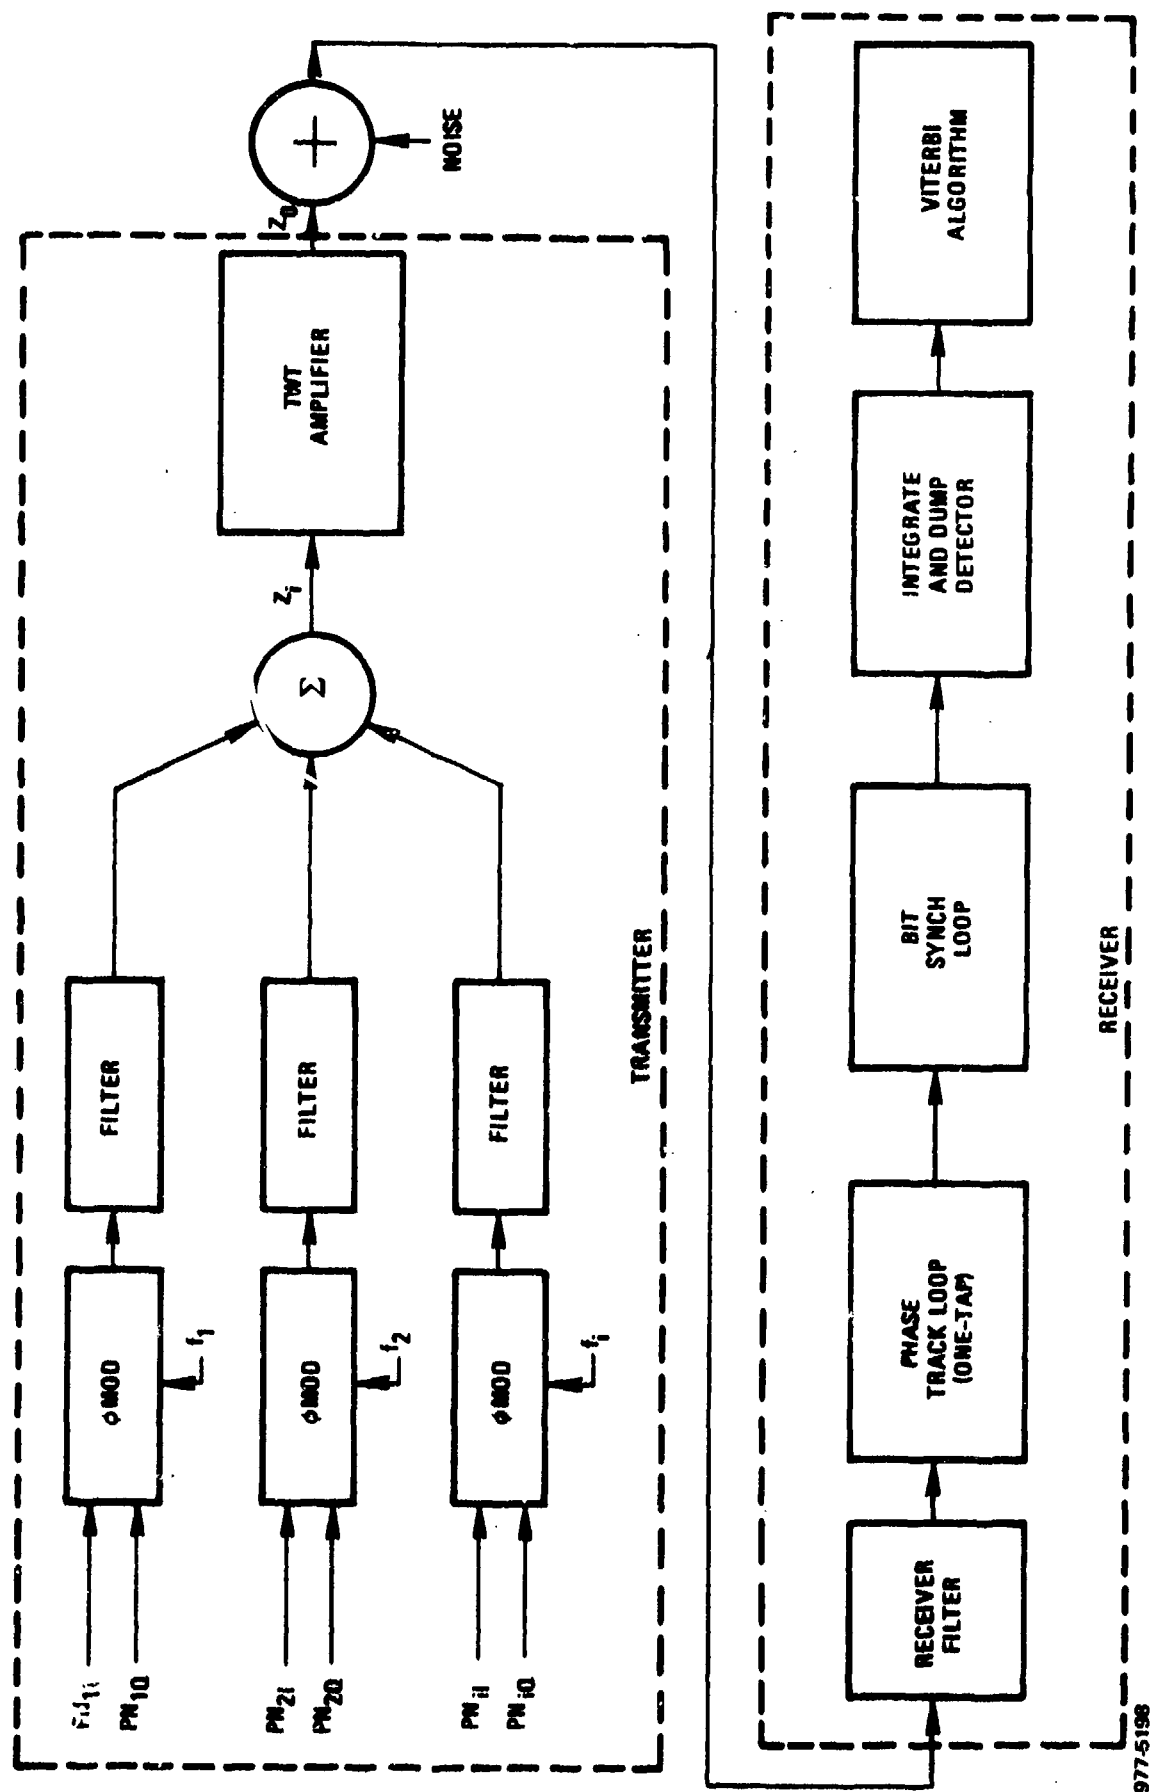 PN₁Q
φMOD
f₁
FILTER
PN₂I
PN₂Q
φMOD
f₂
FILTER
PNᵢI
PNᵢQ
φMOD
fᵢ
FILTER
Σ
Zᵢ
TWT
AMPLIFIER
Z₀
+
NOISE
TRANSMITTER
RECEIVER
FILTER
PHASE
TRACK LOOP
(ONE-TAP)
BIT
SYNCH
LOOP
INTEGRATE
AND DUMP
DETECTOR
VITERBI
ALGORITHM
RECEIVER
977-5198